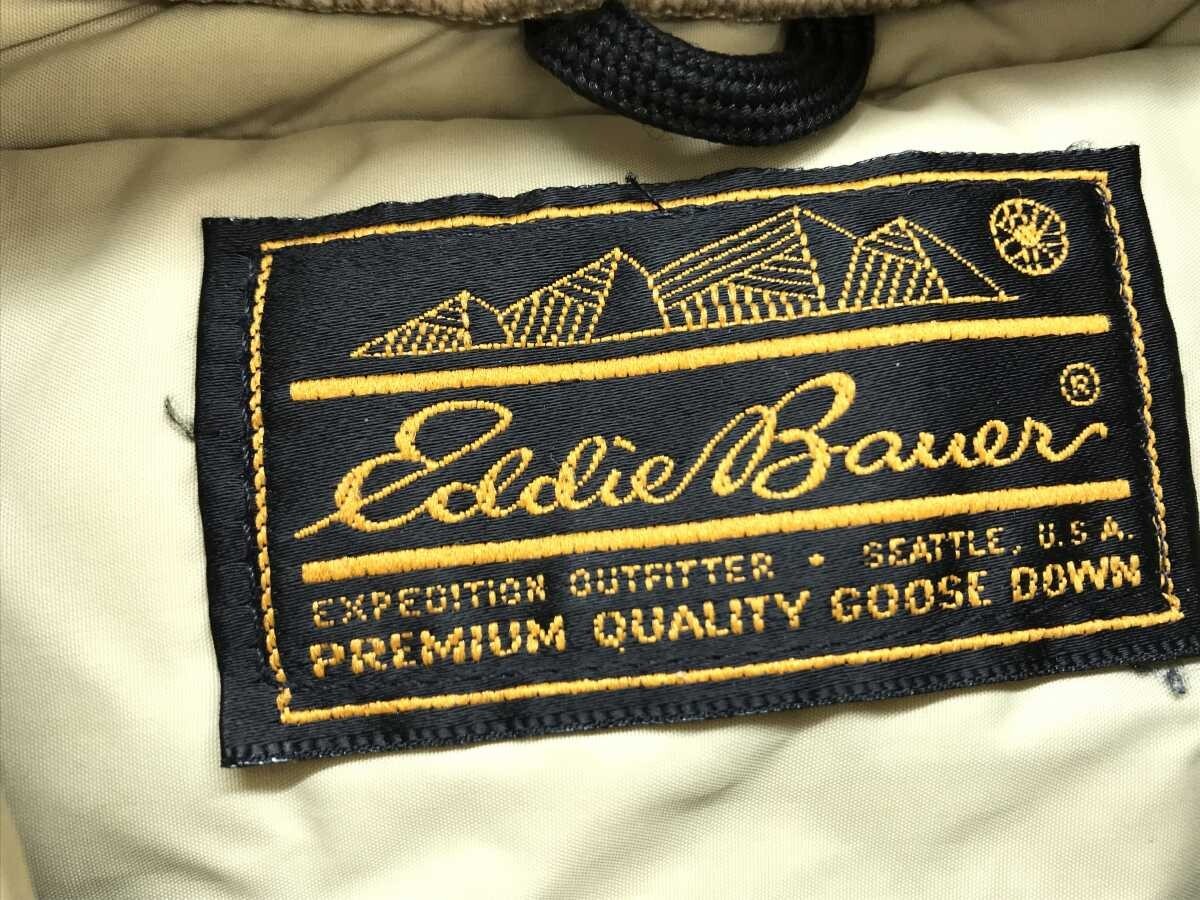 Eddie Bauer ®
EXPEDITION OUTFITTER • SEATTLE, U.S.A.
PREMIUM QUALITY GOOSE DOWN